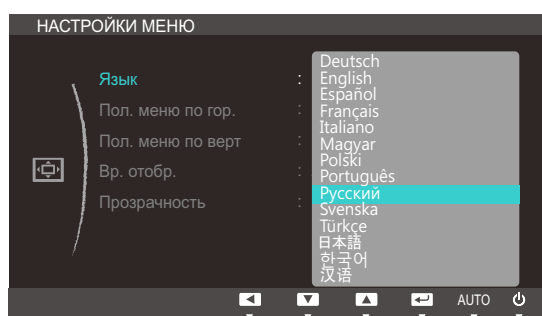 НАСТРОЙКИ МЕНЮ
Язык :
Пол. меню по гор. :
Пол. меню по верт :
Вр. отобр. :
Прозрачность :
Deutsch
English
Español
Français
Italiano
Magyar
Polski
Português
Русский
Svenska
Türkçe
日本語
한국어
汉语
AUTO